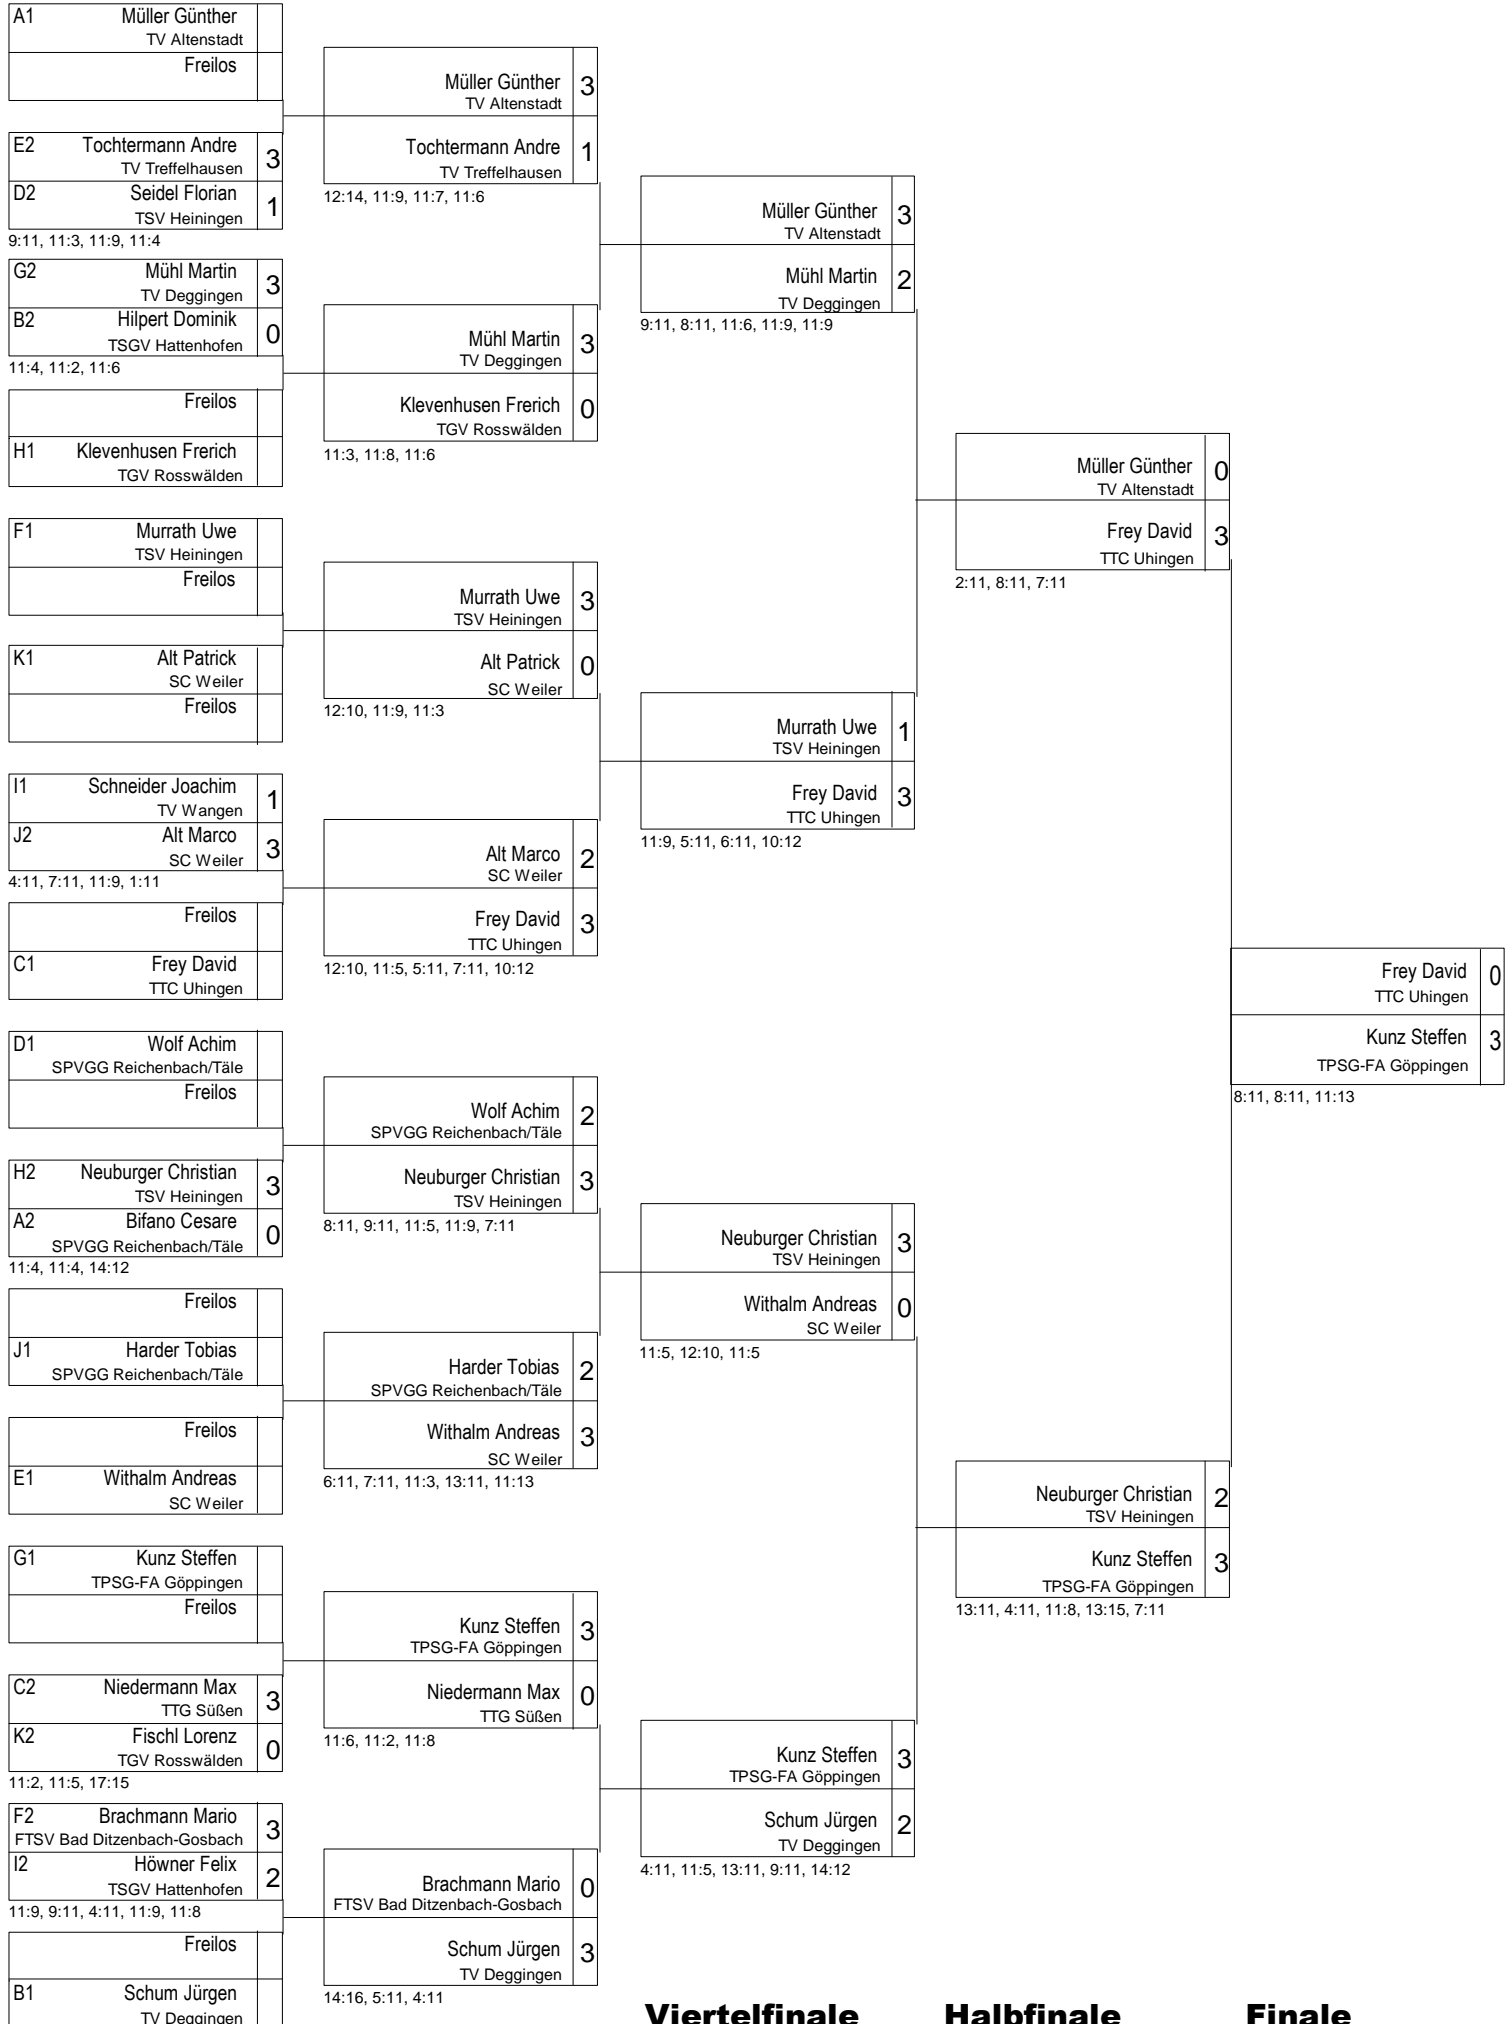 A1 Müller Günther
TV Altenstadt
Freilos
E2 Tochtermann Andre 3
TV Treffelhausen
D2 Seidel Florian 1
TSV Heiningen
9:11, 11:3, 11:9, 11:4
G2 Mühl Martin 3
TV Deggingen
B2 Hilpert Dominik 0
TSGV Hattenhofen
11:4, 11:2, 11:6
Freilos
H1 Klevenhusen Frerich
TGV Rosswälden
F1 Murrath Uwe
TSV Heiningen
Freilos
K1 Alt Patrick
SC Weiler
Freilos
I1 Schneider Joachim 1
TV Wangen
J2 Alt Marco 3
SC Weiler
4:11, 7:11, 11:9, 1:11
Freilos
C1 Frey David
TTC Uhingen
D1 Wolf Achim
SPVGG Reichenbach/Täle
Freilos
H2 Neuburger Christian 3
TSV Heiningen
A2 Bifano Cesare 0
SPVGG Reichenbach/Täle
11:4, 11:4, 14:12
Freilos
J1 Harder Tobias
SPVGG Reichenbach/Täle
Freilos
E1 Withalm Andreas
SC Weiler
G1 Kunz Steffen
TPSG-FA Göppingen
Freilos
C2 Niedermann Max 3
TTG Süßen
K2 Fischl Lorenz 0
TGV Rosswälden
11:2, 11:5, 17:15
F2 Brachmann Mario 3
FTSV Bad Ditzenbach-Gosbach
I2 Höwner Felix 2
TSGV Hattenhofen
11:9, 9:11, 4:11, 11:9, 11:8
Freilos
B1 Schum Jürgen
TV Deggingen
Müller Günther 3
TV Altenstadt
Tochtermann Andre 1
TV Treffelhausen
12:14, 11:9, 11:7, 11:6
Mühl Martin 3
TV Deggingen
Klevenhusen Frerich 0
TGV Rosswälden
11:3, 11:8, 11:6
Murrath Uwe 3
TSV Heiningen
Alt Patrick 0
SC Weiler
12:10, 11:9, 11:3
Alt Marco 2
SC Weiler
Frey David 3
TTC Uhingen
12:10, 11:5, 5:11, 7:11, 10:12
Wolf Achim 2
SPVGG Reichenbach/Täle
Neuburger Christian 3
TSV Heiningen
8:11, 9:11, 11:5, 11:9, 7:11
Harder Tobias 2
SPVGG Reichenbach/Täle
Withalm Andreas 3
SC Weiler
6:11, 7:11, 11:3, 13:11, 11:13
Kunz Steffen 3
TPSG-FA Göppingen
Niedermann Max 0
TTG Süßen
11:6, 11:2, 11:8
Brachmann Mario 0
FTSV Bad Ditzenbach-Gosbach
Schum Jürgen 3
TV Deggingen
14:16, 5:11, 4:11
Müller Günther 3
TV Altenstadt
Mühl Martin 2
TV Deggingen
9:11, 8:11, 11:6, 11:9, 11:9
Murrath Uwe 1
TSV Heiningen
Frey David 3
TTC Uhingen
11:9, 5:11, 6:11, 10:12
Neuburger Christian 3
TSV Heiningen
Withalm Andreas 0
SC Weiler
11:5, 12:10, 11:5
Kunz Steffen 3
TPSG-FA Göppingen
Schum Jürgen 2
TV Deggingen
4:11, 11:5, 13:11, 9:11, 14:12
Müller Günther 0
TV Altenstadt
Frey David 3
TTC Uhingen
2:11, 8:11, 7:11
Neuburger Christian 2
TSV Heiningen
Kunz Steffen 3
TPSG-FA Göppingen
13:11, 4:11, 11:8, 13:15, 7:11
Frey David 0
TTC Uhingen
Kunz Steffen 3
TPSG-FA Göppingen
8:11, 8:11, 11:13
Viertelfinale Halbfinale Finale